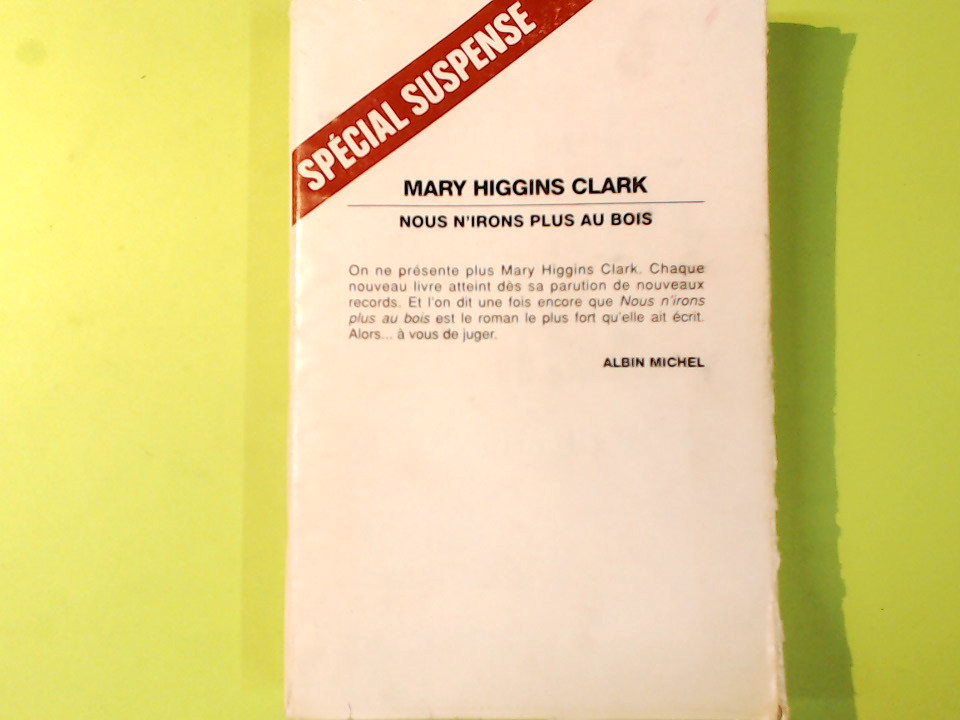 SPÉCIAL SUSPENSE
MARY HIGGINS CLARK
NOUS N'IRONS PLUS AU BOIS
On ne présente plus Mary Higgins Clark. Chaque
nouveau livre atteint dès sa parution de nouveaux
records. Et l'on dit une fois encore que Nous n'irons
plus au bois est le roman le plus fort qu'elle ait écrit.
Alors... à vous de juger.
ALBIN MICHEL